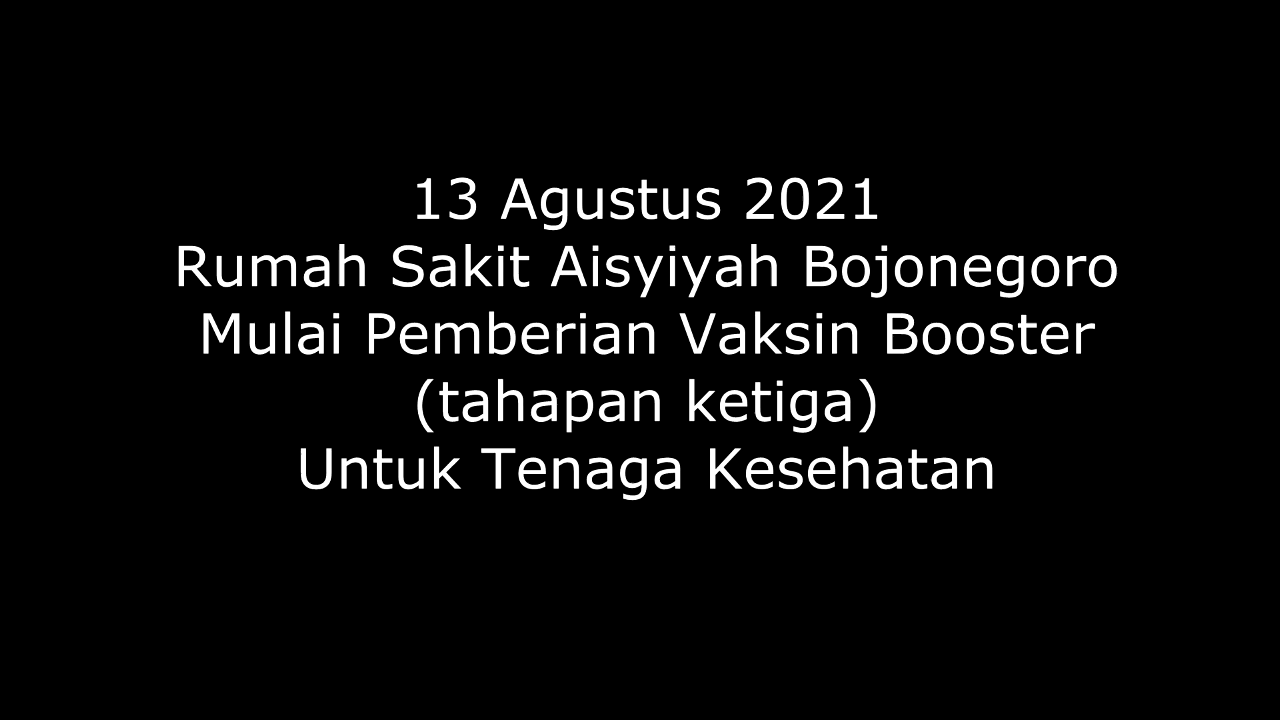 13 Agustus 2021
Rumah Sakit Aisyiyah Bojonegoro
Mulai Pemberian Vaksin Booster
(tahapan ketiga)
Untuk Tenaga Kesehatan